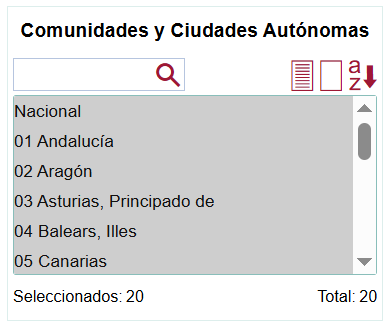 Comunidades y Ciudades Autónomas
a
z
Nacional
01 Andalucía
02 Aragón
03 Asturias, Principado de
04 Balears, Illes
05 Canarias
Seleccionados: 20 Total: 20